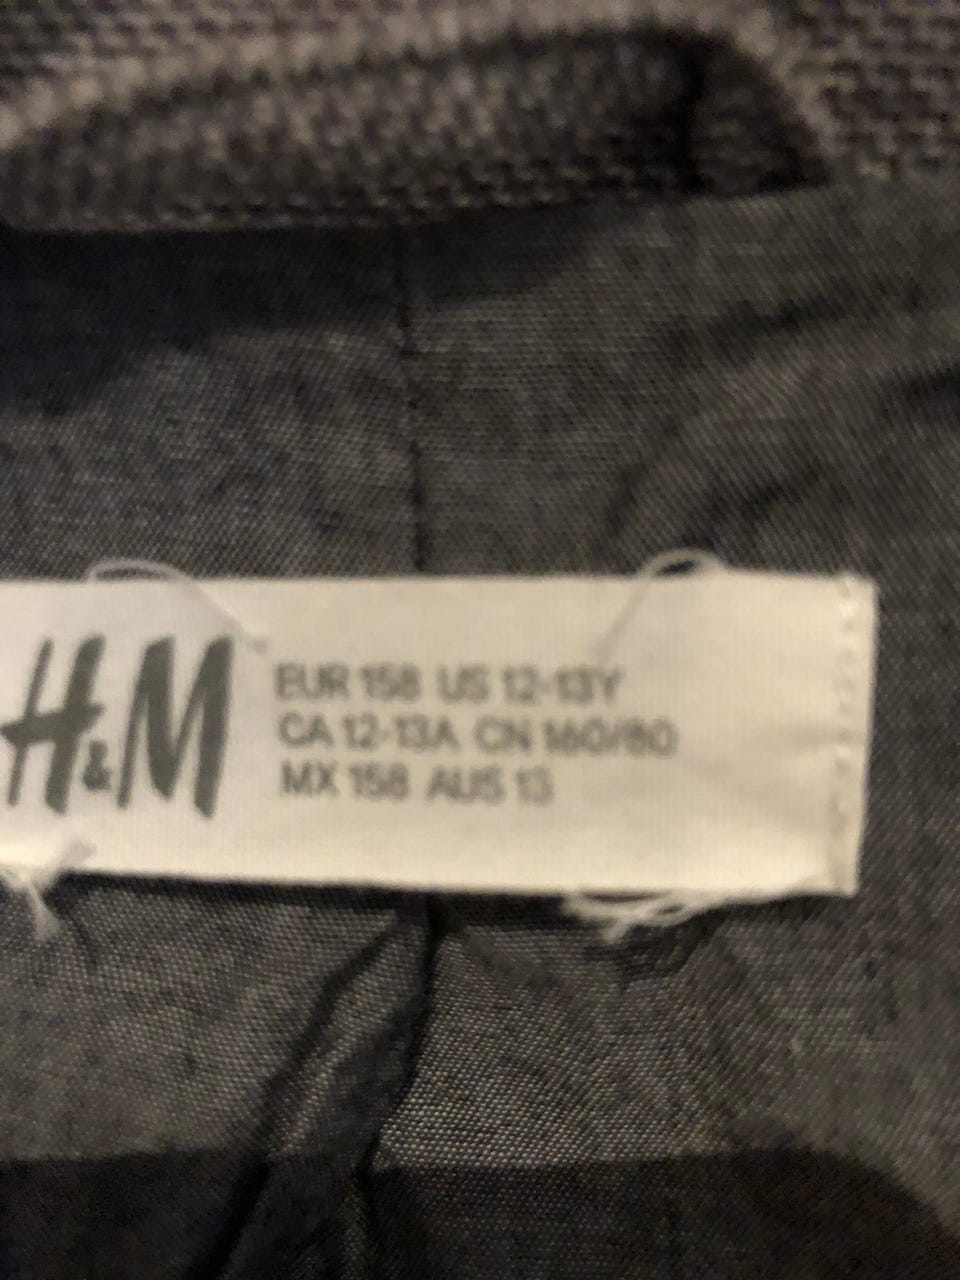 H&M
EUR 158 US 12-13Y
CA 12-13A CN 160/80
MX 158 AUS 13